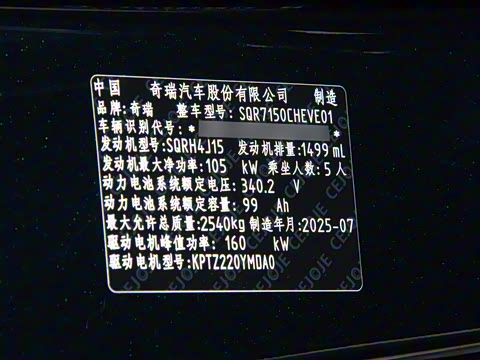 中国 奇瑞汽车股份有限公司 制造
品牌:奇瑞 整车型号:SQR7150CHEVE01
车辆识别代号:* *
发动机型号:SQRH4J15 发动机排量:1499 mL
发动机最大净功率:105 kW 乘坐人数:5人
动力电池系统额定电压:340.2 V
动力电池系统额定容量:99 Ah
最大允许总质量:2540kg 制造年月:2025-07
驱动电机峰值功率:160 kW
驱动电机型号:KPTZ220YMDA0